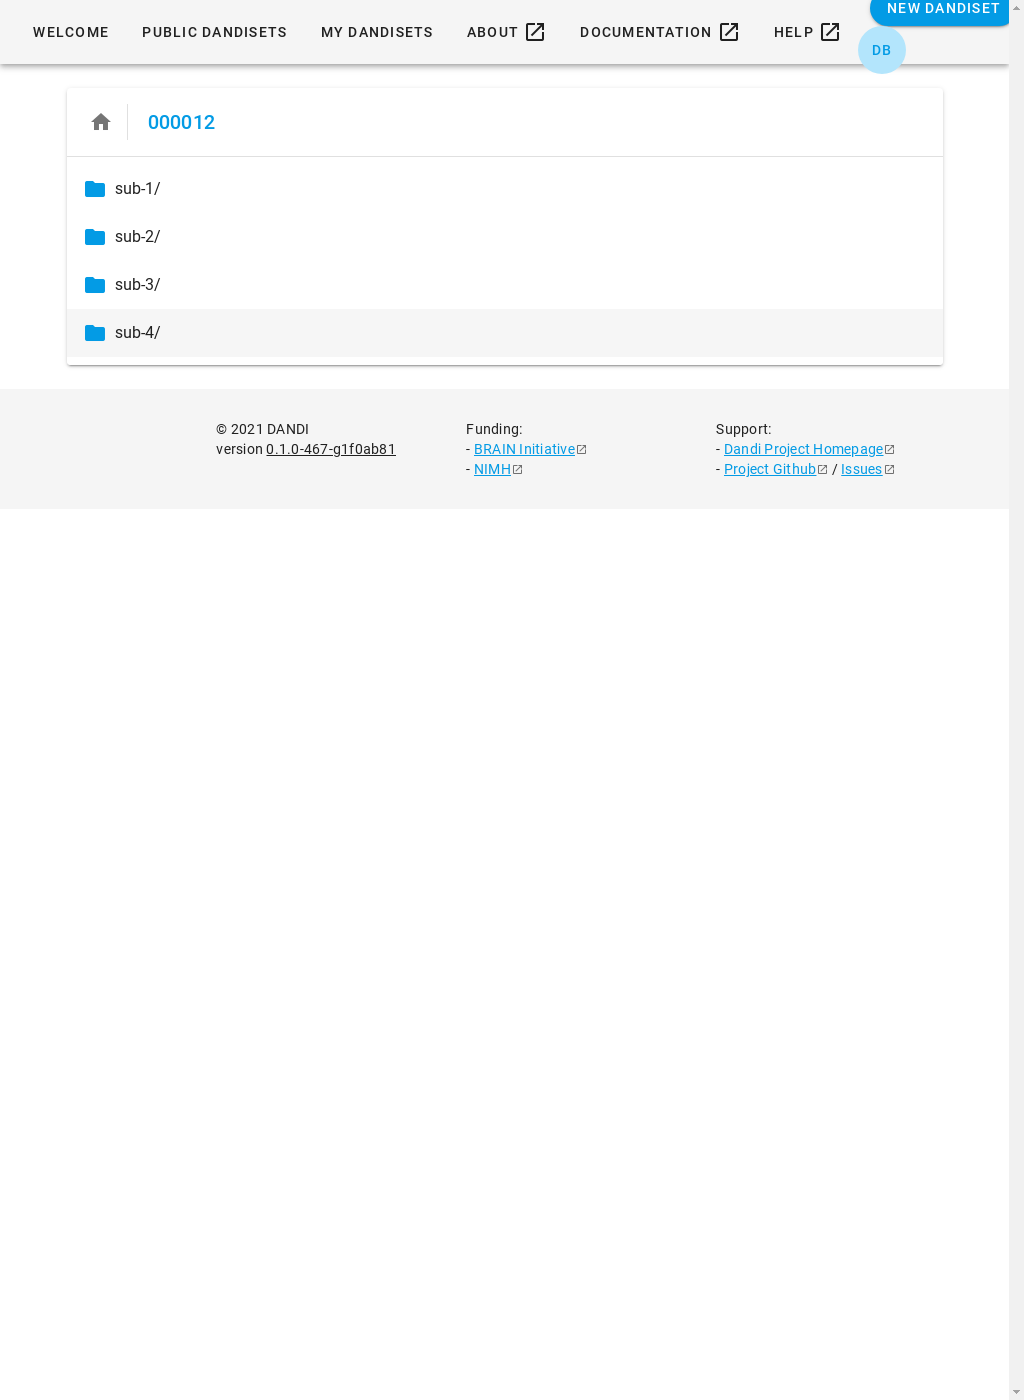 WELCOME PUBLIC DANDISETS MY DANDISETS ABOUT DOCUMENTATION HELP NEW DANDISET
DB
000012
sub-1/
sub-2/
sub-3/
sub-4/
© 2021 DANDI
version 0.1.0-467-g1f0ab81
Funding:
- BRAIN Initiative
- NIMH
Support:
- Dandi Project Homepage
- Project Github / Issues